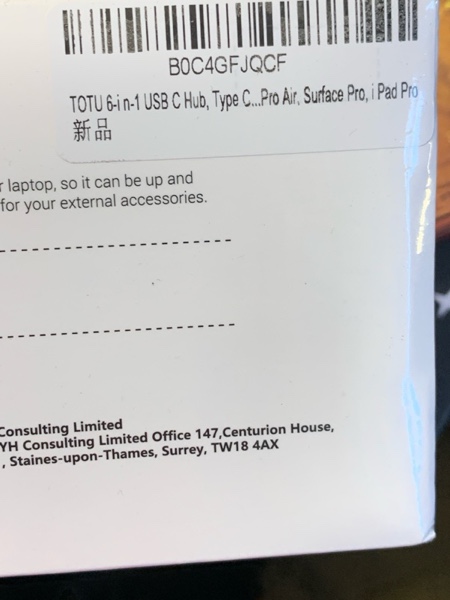 B0C4GFJQCF
TOTU 6-i n-1 USB C Hub, Type C...Pro Air, Surface Pro, i Pad Pro
新品
r laptop, so it can be up and
for your external accessories.
Consulting Limited
YH Consulting Limited Office 147,Centurion House,
, Staines-upon-Thames, Surrey, TW18 4AX